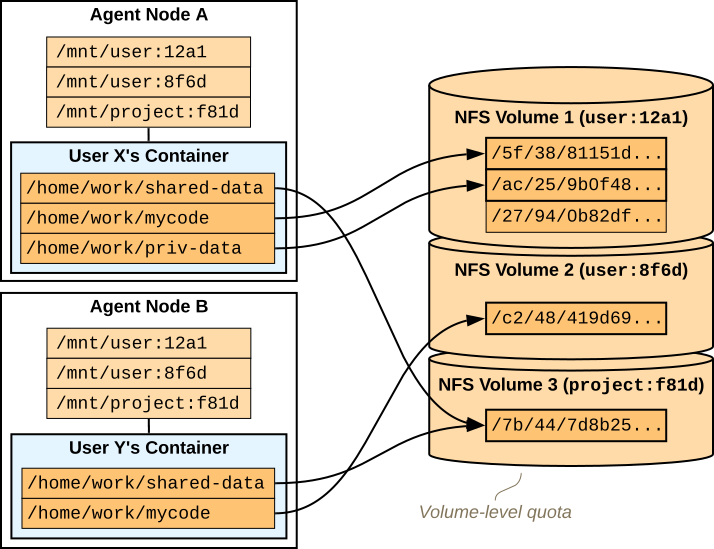 Agent Node A
/mnt/user:12a1
/mnt/user:8f6d
/mnt/project:f81d
User X's Container
/home/work/shared-data
/home/work/mycode
/home/work/priv-data
Agent Node B
/mnt/user:12a1
/mnt/user:8f6d
/mnt/project:f81d
User Y's Container
/home/work/shared-data
/home/work/mycode
NFS Volume 1 (user:12a1)
/5f/38/81151d...
/ac/25/9b0f48...
/27/94/0b82df...
NFS Volume 2 (user:8f6d)
/c2/48/419d69...
NFS Volume 3 (project:f81d)
/7b/44/7d8b25...
Volume-level quota